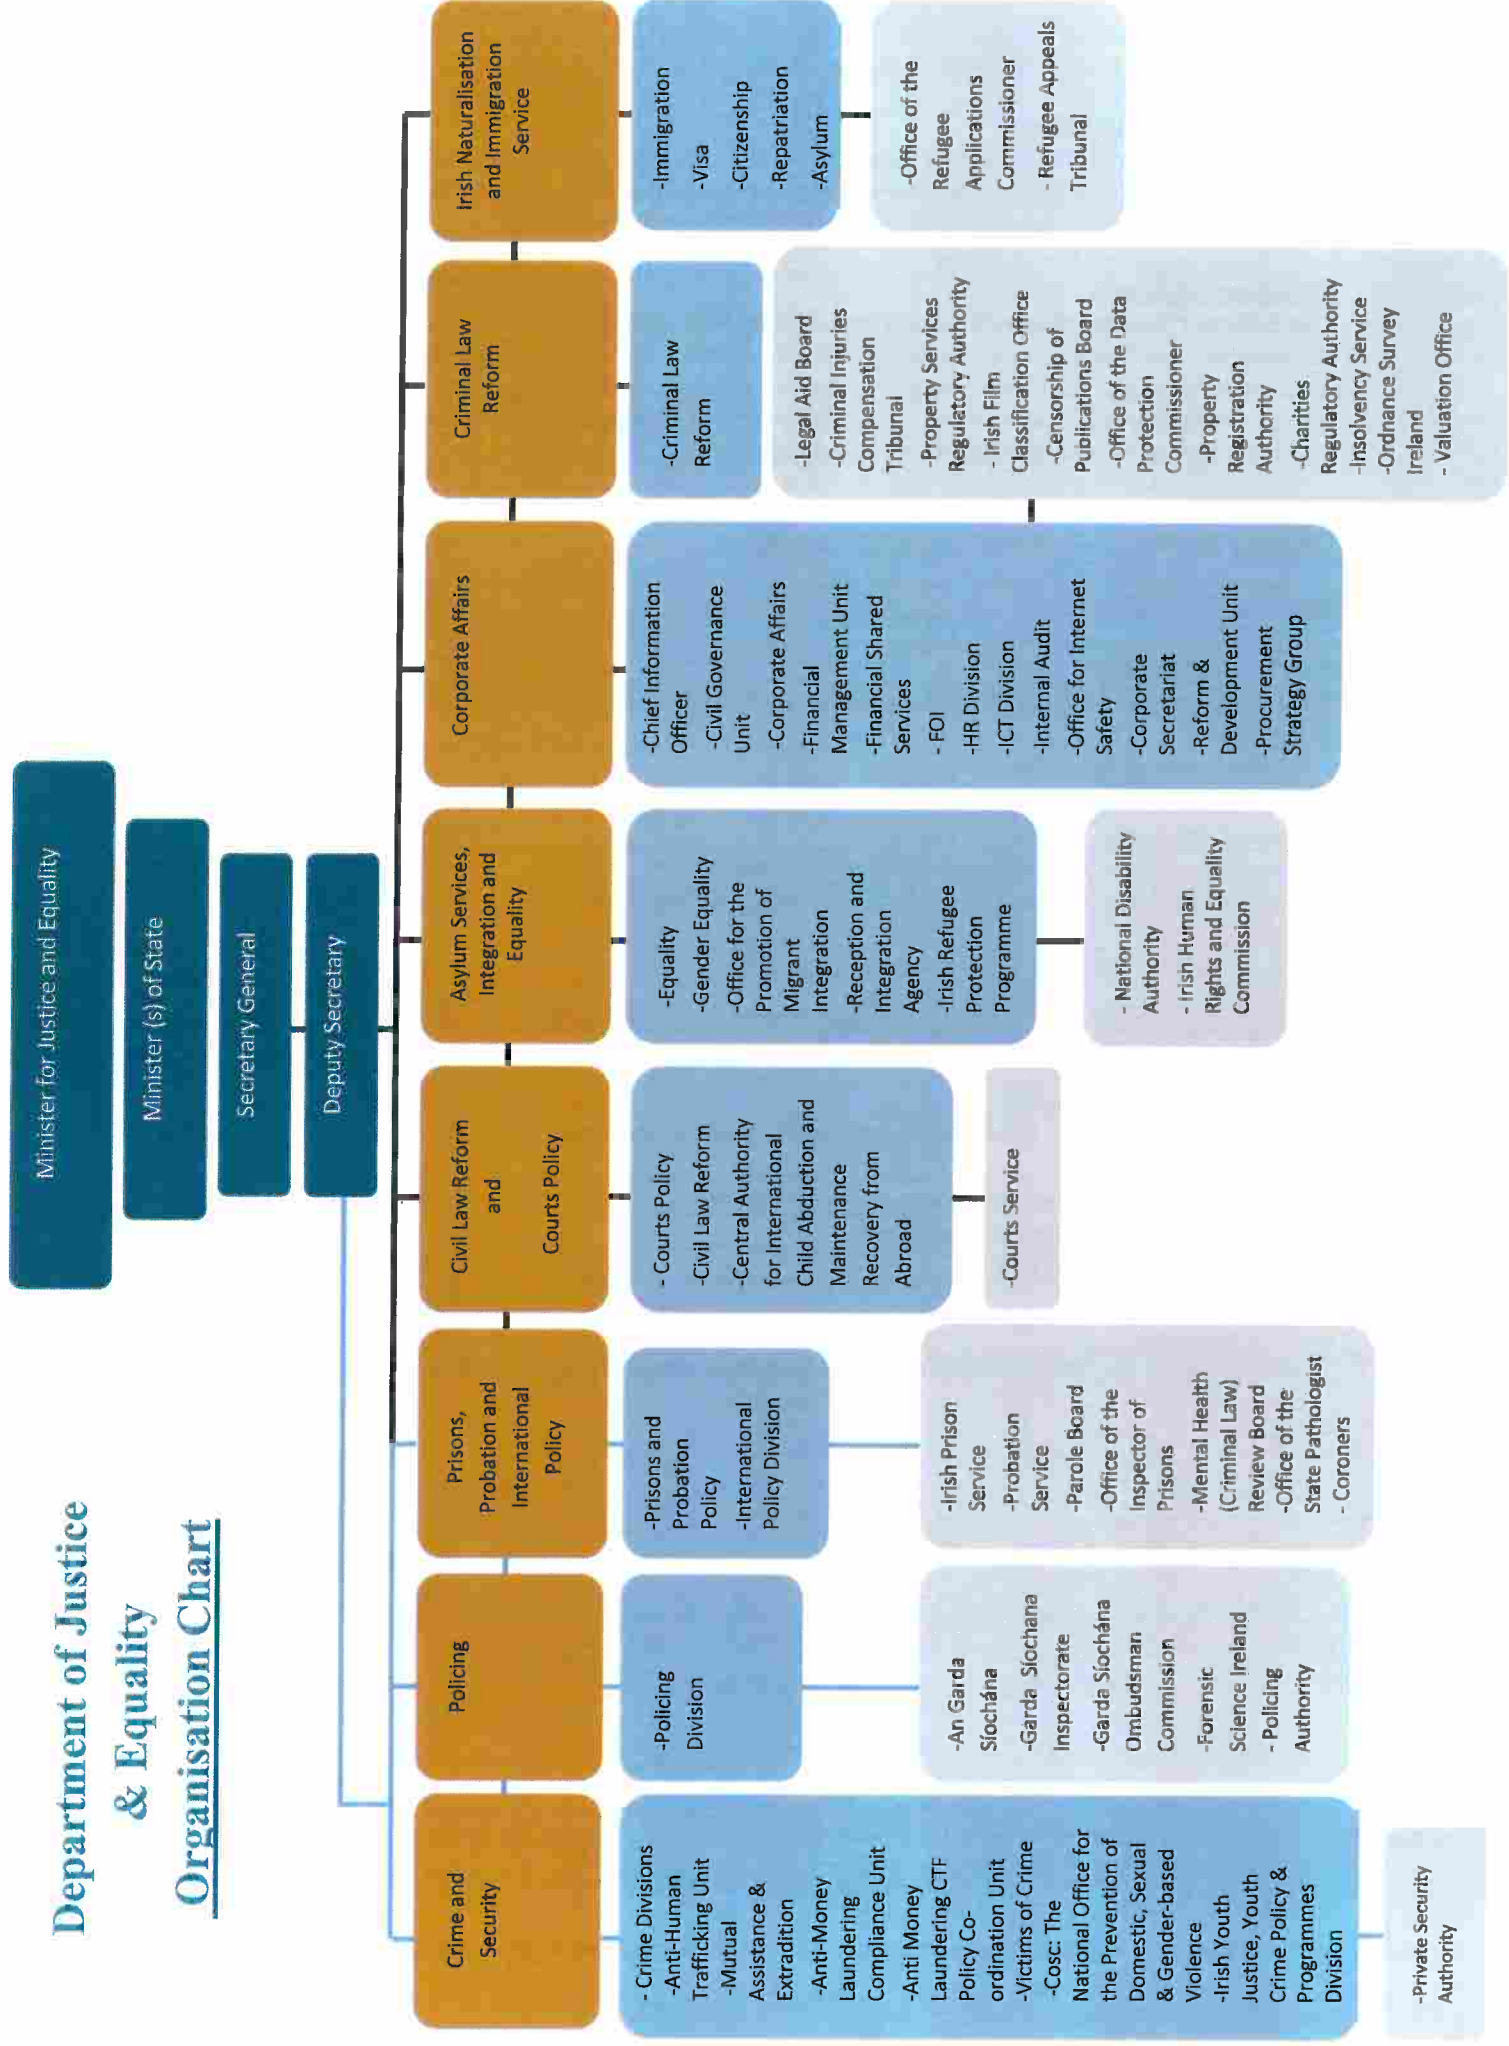 Department of Justice
& Equality
Organisation Chart
Minister for Justice and Equality
Minister (s) of State
Secretary General
Deputy Secretary
Crime and
Security
- Crime Divisions
-Anti-Human
Trafficking Unit
-Mutual
Assistance &
Extradition
-Anti-Money
Laundering
Compliance Unit
-Anti Money
Laundering CTF
Policy Co-
ordination Unit
-Victims of Crime
-Cosc: The
National Office for
the Prevention of
Domestic, Sexual
& Gender-based
Violence
-Irish Youth
Justice, Youth
Crime Policy &
Programmes
Division
-Private Security
Authority
Policing
-Policing
Division
-An Garda
Síochána
-Garda Síochana
Inspectorate
-Garda Síochána
Ombudsman
Commission
-Forensic
Science Ireland
- Policing
Authority
Prisons,
Probation and
International
Policy
-Prisons and
Probation
Policy
-International
Policy Division
-Irish Prison
Service
-Probation
Service
-Parole Board
-Office of the
Inspector of
Prisons
-Mental Health
(Criminal Law)
Review Board
-Office of the
State Pathologist
- Coroners
Civil Law Reform
and
Courts Policy
- Courts Policy
-Civil Law Reform
-Central Authority
for International
Child Abduction and
Maintenance
Recovery from
Abroad
-Courts Service
Asylum Services,
Integration and
Equality
-Equality
-Gender Equality
-Office for the
Promotion of
Migrant
Integration
-Reception and
Integration
Agency
-Irish Refugee
Protection
Programme
- National Disability
Authority
- Irish Human
Rights and Equality
Commission
Corporate Affairs
-Chief Information
Officer
-Civil Governance
Unit
-Corporate Affairs
-Financial
Management Unit
-Financial Shared
Services
- FOI
-HR Division
-ICT Division
-Internal Audit
-Office for Internet
Safety
-Corporate
Secretariat
-Reform &
Development Unit
-Procurement
Strategy Group
Criminal Law
Reform
-Criminal Law
Reform
-Legal Aid Board
-Criminal Injuries
Compensation
Tribunal
-Property Services
Regulatory Authority
- Irish Film
Classification Office
-Censorship of
Publications Board
-Office of the Data
Protection
Commissioner
-Property
Registration
Authority
-Charities
Regulatory Authority
-Insolvency Service
-Ordnance Survey
Ireland
- Valuation Office
Irish Naturalisation
and Immigration
Service
-Immigration
-Visa
-Citizenship
-Repatriation
-Asylum
-Office of the
Refugee
Applications
Commissioner
- Refugee Appeals
Tribunal